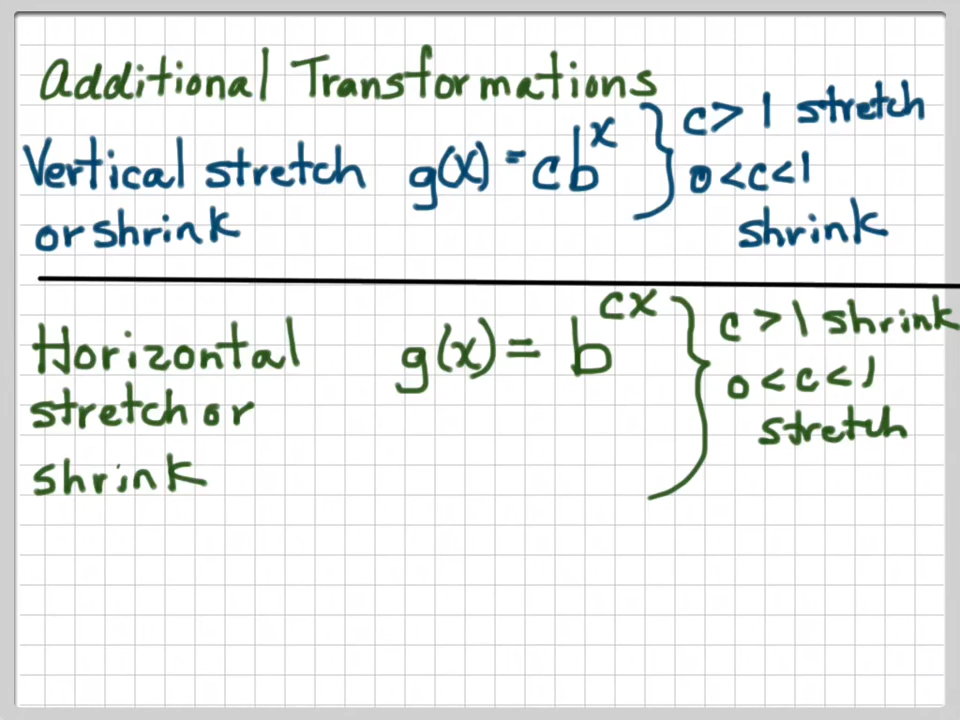 Additional Transformations
Vertical stretch g(x) = cb^x } c > 1 stretch
or shrink 0 < c < 1
shrink
Horizontal g(x) = b^cx } c > 1 shrink
stretch or 0 < c < 1
shrink stretch